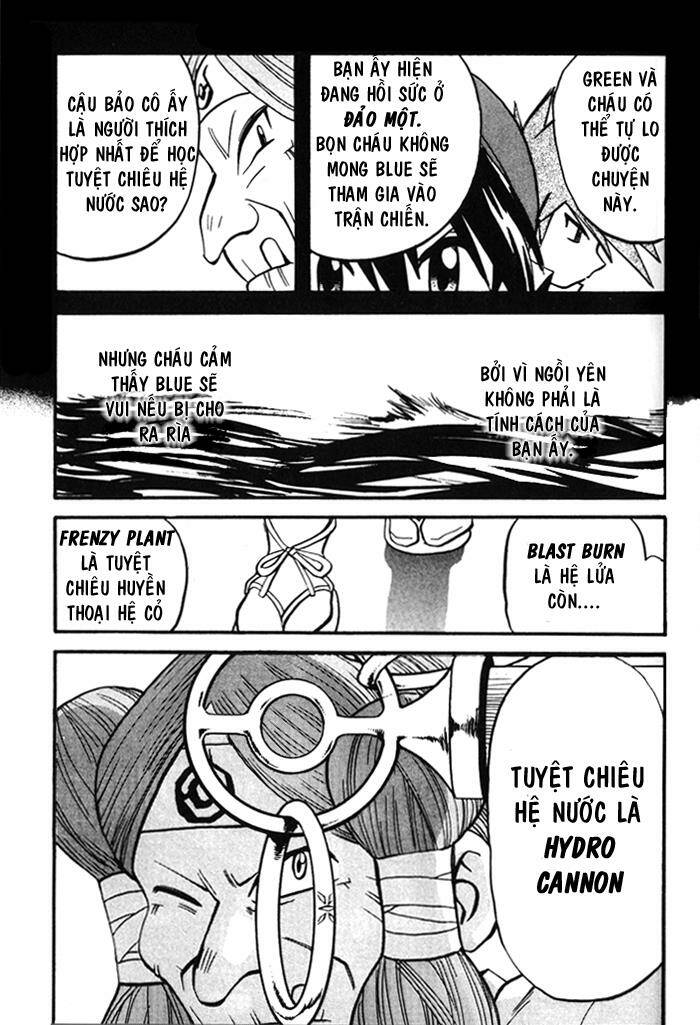 GREEN VÀ
CHÁU CÓ
THỂ TỰ LO
ĐƯỢC
CHUYỆN
NÀY.
BẠN ẤY HIỆN
ĐANG HỒI SỨC Ở
ĐẢO MỘT.
BỌN CHÁU KHÔNG
MONG BLUE SẼ
THAM GIA VÀO
TRẬN CHIẾN.
CẬU BẢO CÔ ẤY
LÀ NGƯỜI THÍCH
HỢP NHẤT ĐỂ HỌC
TUYỆT CHIÊU HỆ
NƯỚC SAO?
BỞI VÌ NGỒI YÊN
KHÔNG PHẢI LÀ
TÍNH CÁCH CỦA
BẠN ẤY.
NHƯNG CHÁU CẢM
THẤY BLUE SẼ
VUI NẾU BỊ CHO
RA RÌA
BLAST BURN
LÀ HỆ LỬA
CÒN....
FRENZY PLANT
LÀ TUYỆT
CHIÊU HUYỀN
THOẠI HỆ CỎ
TUYỆT CHIÊU
HỆ NƯỚC LÀ
HYDRO
CANNON